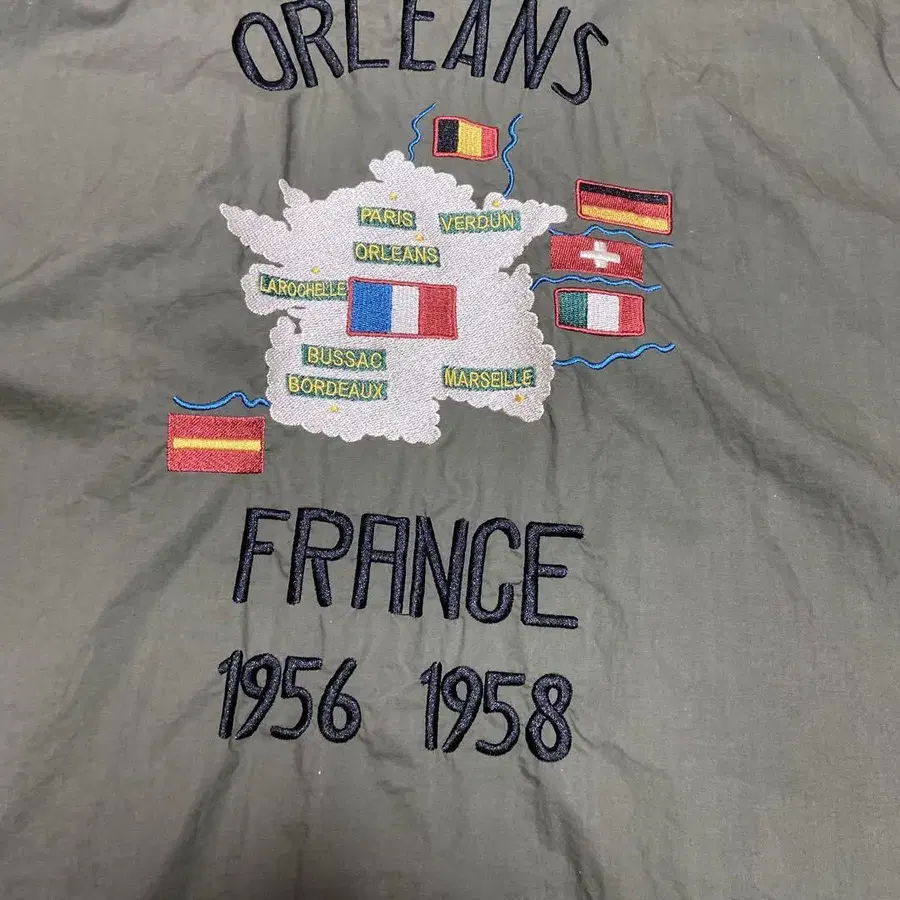 ORLEANS
PARIS VERDUN
ORLEANS
LAROCHELLE
BUSSAC
BORDEAUX MARSEILLE
FRANCE
1956 1958